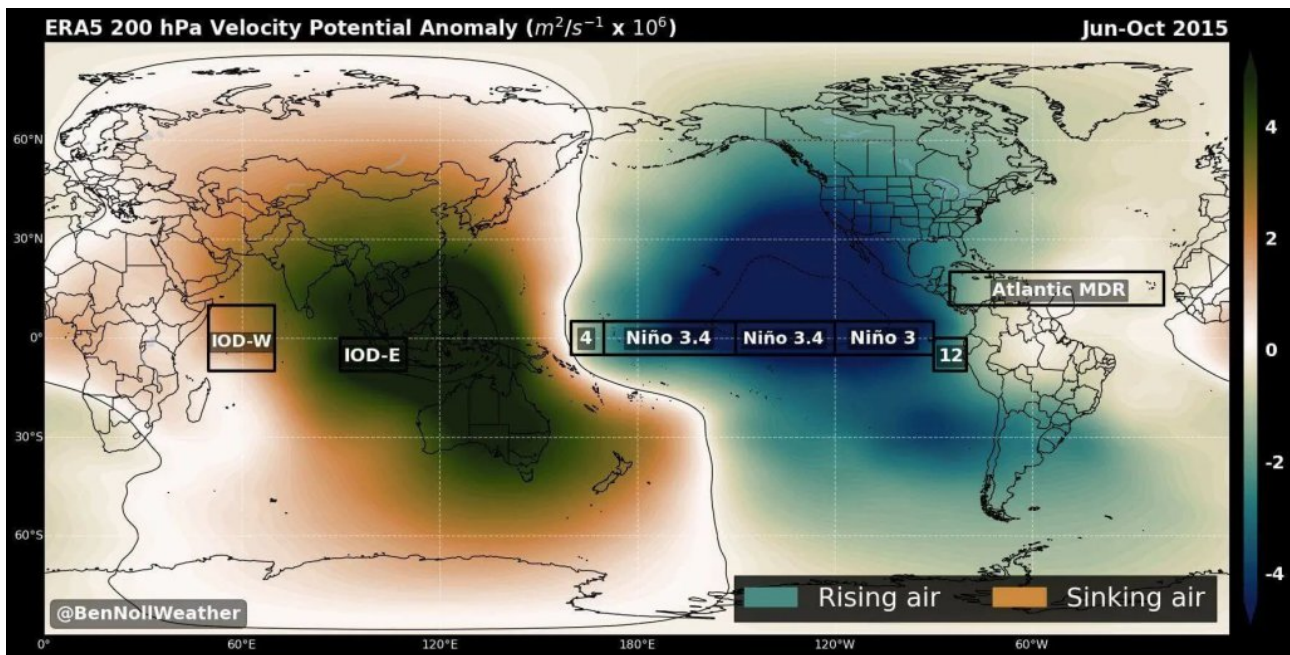 ERA5 200 hPa Velocity Potential Anomaly (m²/s⁻¹ x 10⁶)
Jun-Oct 2015
60°N
30°N
0°
30°S
60°S
Atlantic MDR
IOD-W
IOD-E
4
Niño 3.4
Niño 3.4
Niño 3
12
4
2
0
-2
-4
Rising air
Sinking air
@BenNollWeather
0°
60°E
120°E
180°
120°W
60°W